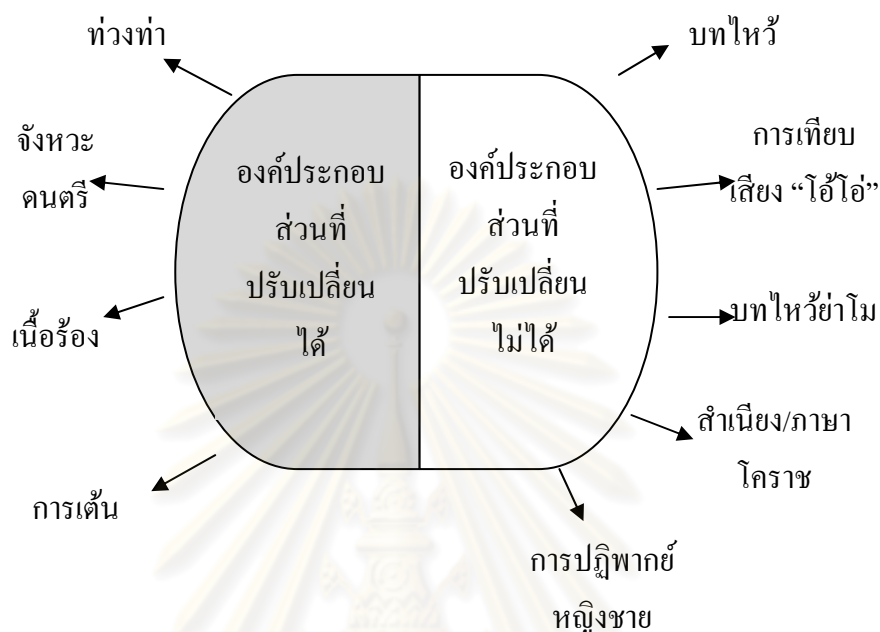 ท่วงท่า
บทไหว้
จังหวะ
ดนตรี
การเทียบ
เสียง “โอ้โอ่”
องค์ประกอบ
ส่วนที่
ปรับเปลี่ยน
ได้
องค์ประกอบ
ส่วนที่
ปรับเปลี่ยน
ไม่ได้
เนื้อร้อง
บทไหว้ย่าโม
สำเนียง/ภาษา
โคราช
การเต้น
การปฏิพากย์
หญิงชาย